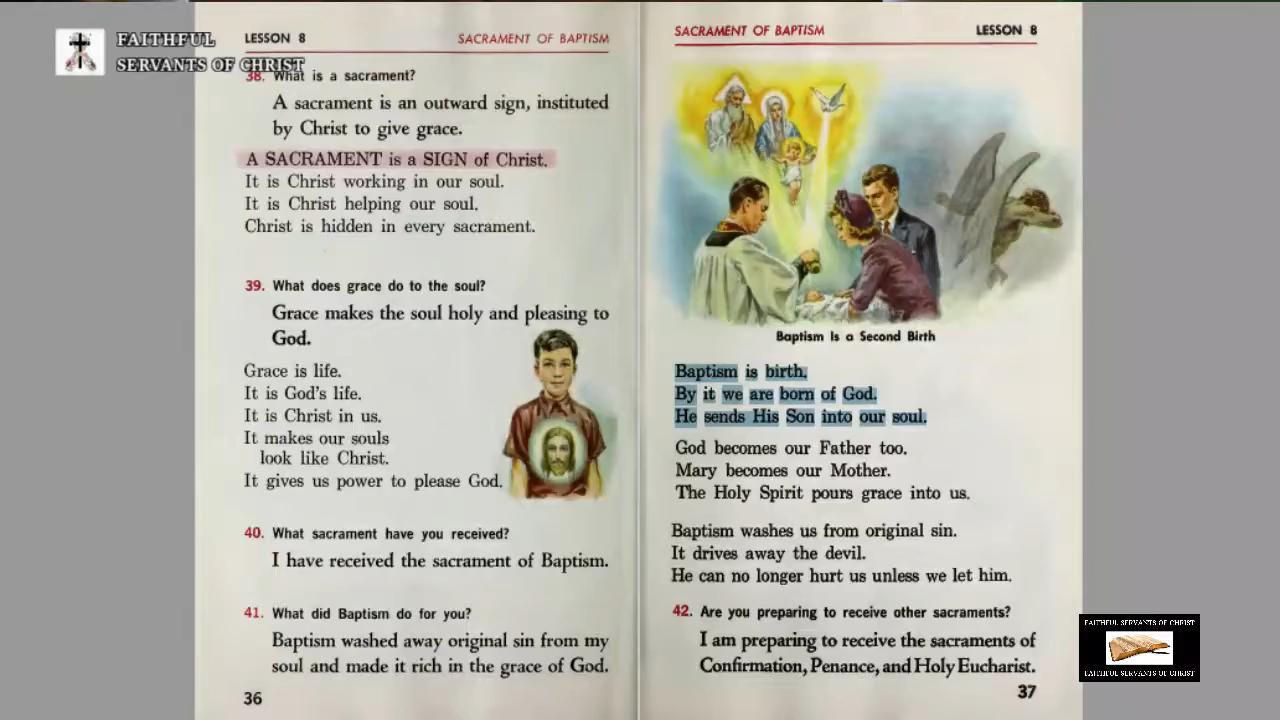 FAITHFUL
SERVANTS OF CHRIST
LESSON 8
SACRAMENT OF BAPTISM
38. What is a sacrament?
A sacrament is an outward sign, instituted
by Christ to give grace.
A SACRAMENT is a SIGN of Christ.
It is Christ working in our soul.
It is Christ helping our soul.
Christ is hidden in every sacrament.
39. What does grace do to the soul?
Grace makes the soul holy and pleasing to
God.
Grace is life.
It is God's life.
It is Christ in us.
It makes our souls
look like Christ.
It gives us power to please God.
40. What sacrament have you received?
I have received the sacrament of Baptism.
41. What did Baptism do for you?
Baptism washed away original sin from my
soul and made it rich in the grace of God.
36
SACRAMENT OF BAPTISM
LESSON 8
Baptism Is a Second Birth
Baptism is birth.
By it we are born of God.
He sends His Son into our soul.
God becomes our Father too.
Mary becomes our Mother.
The Holy Spirit pours grace into us.
Baptism washes us from original sin.
It drives away the devil.
He can no longer hurt us unless we let him.
42. Are you preparing to receive other sacraments?
I am preparing to receive the sacraments of
Confirmation, Penance, and Holy Eucharist.
37
FAITHFUL SERVANTS OF CHRIST
FAITHFUL SERVANTS OF CHRIST